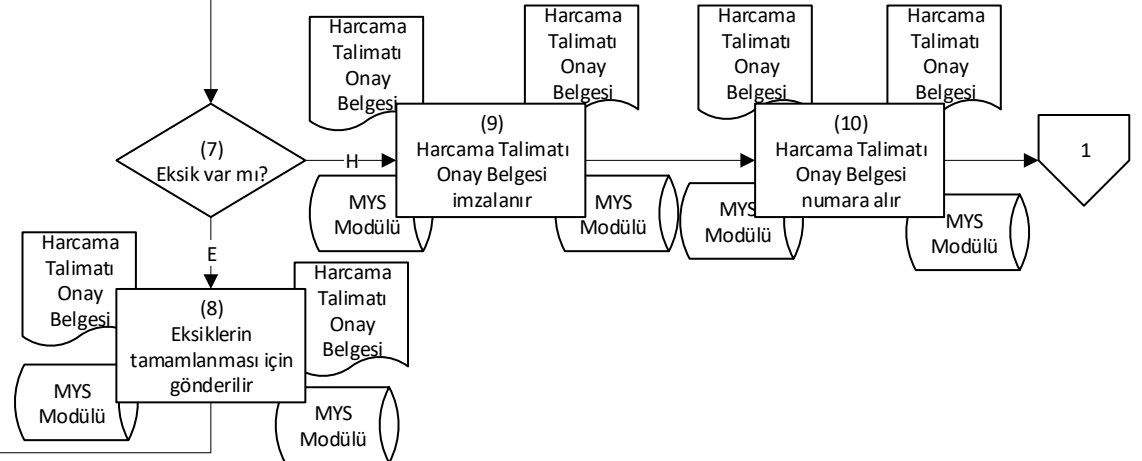 Harcama
Talimatı
Onay
Belgesi
Harcama
Talimatı
Onay
Belgesi
Harcama
Talimatı
Onay
Belgesi
Harcama
Talimatı
Onay
Belgesi
(7)
Eksik var mı?
H
(9)
Harcama Talimatı
Onay Belgesi
imzalanır
(10)
Harcama Talimatı
Onay Belgesi
numara alır
1
MYS
Modülü
MYS
Modülü
MYS
Modülü
MYS
Modülü
E
Harcama
Talimatı
Onay
Belgesi
(8)
Eksiklerin
tamamlanması için
gönderilir
Harcama
Talimatı
Onay
Belgesi
MYS
Modülü
MYS
Modülü